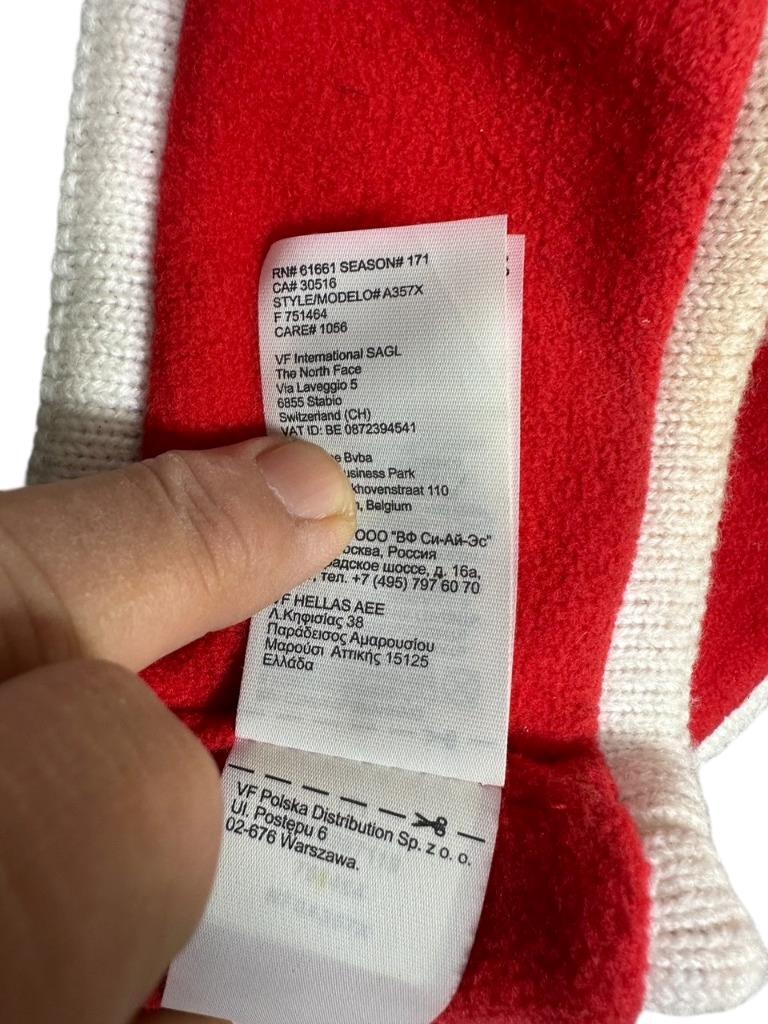 RN# 61661 SEASON# 171
CA# 30516
STYLE/MODELO# A357X
F 751464
CARE# 1056
VF International SAGL
The North Face
Via Laveggio 5
6855 Stabio
Switzerland (CH)
VAT ID: BE 0872394541
Bvba
Park
110
Belgium
ООО "ВФ Си-Ай-Эс"
Россия
шоссе, д. 16а,
тел. +7 (495) 797 60 70
HELLAS AEE
Λ.Κηφισίας 38
Παράδεισος Αμαρουσίου
Μαρούσι Αττικής 15125
Ελλάδα
VF Polska Distribution Sp. z o. o.
Ul. Postępu 6
02-676 Warszawa.